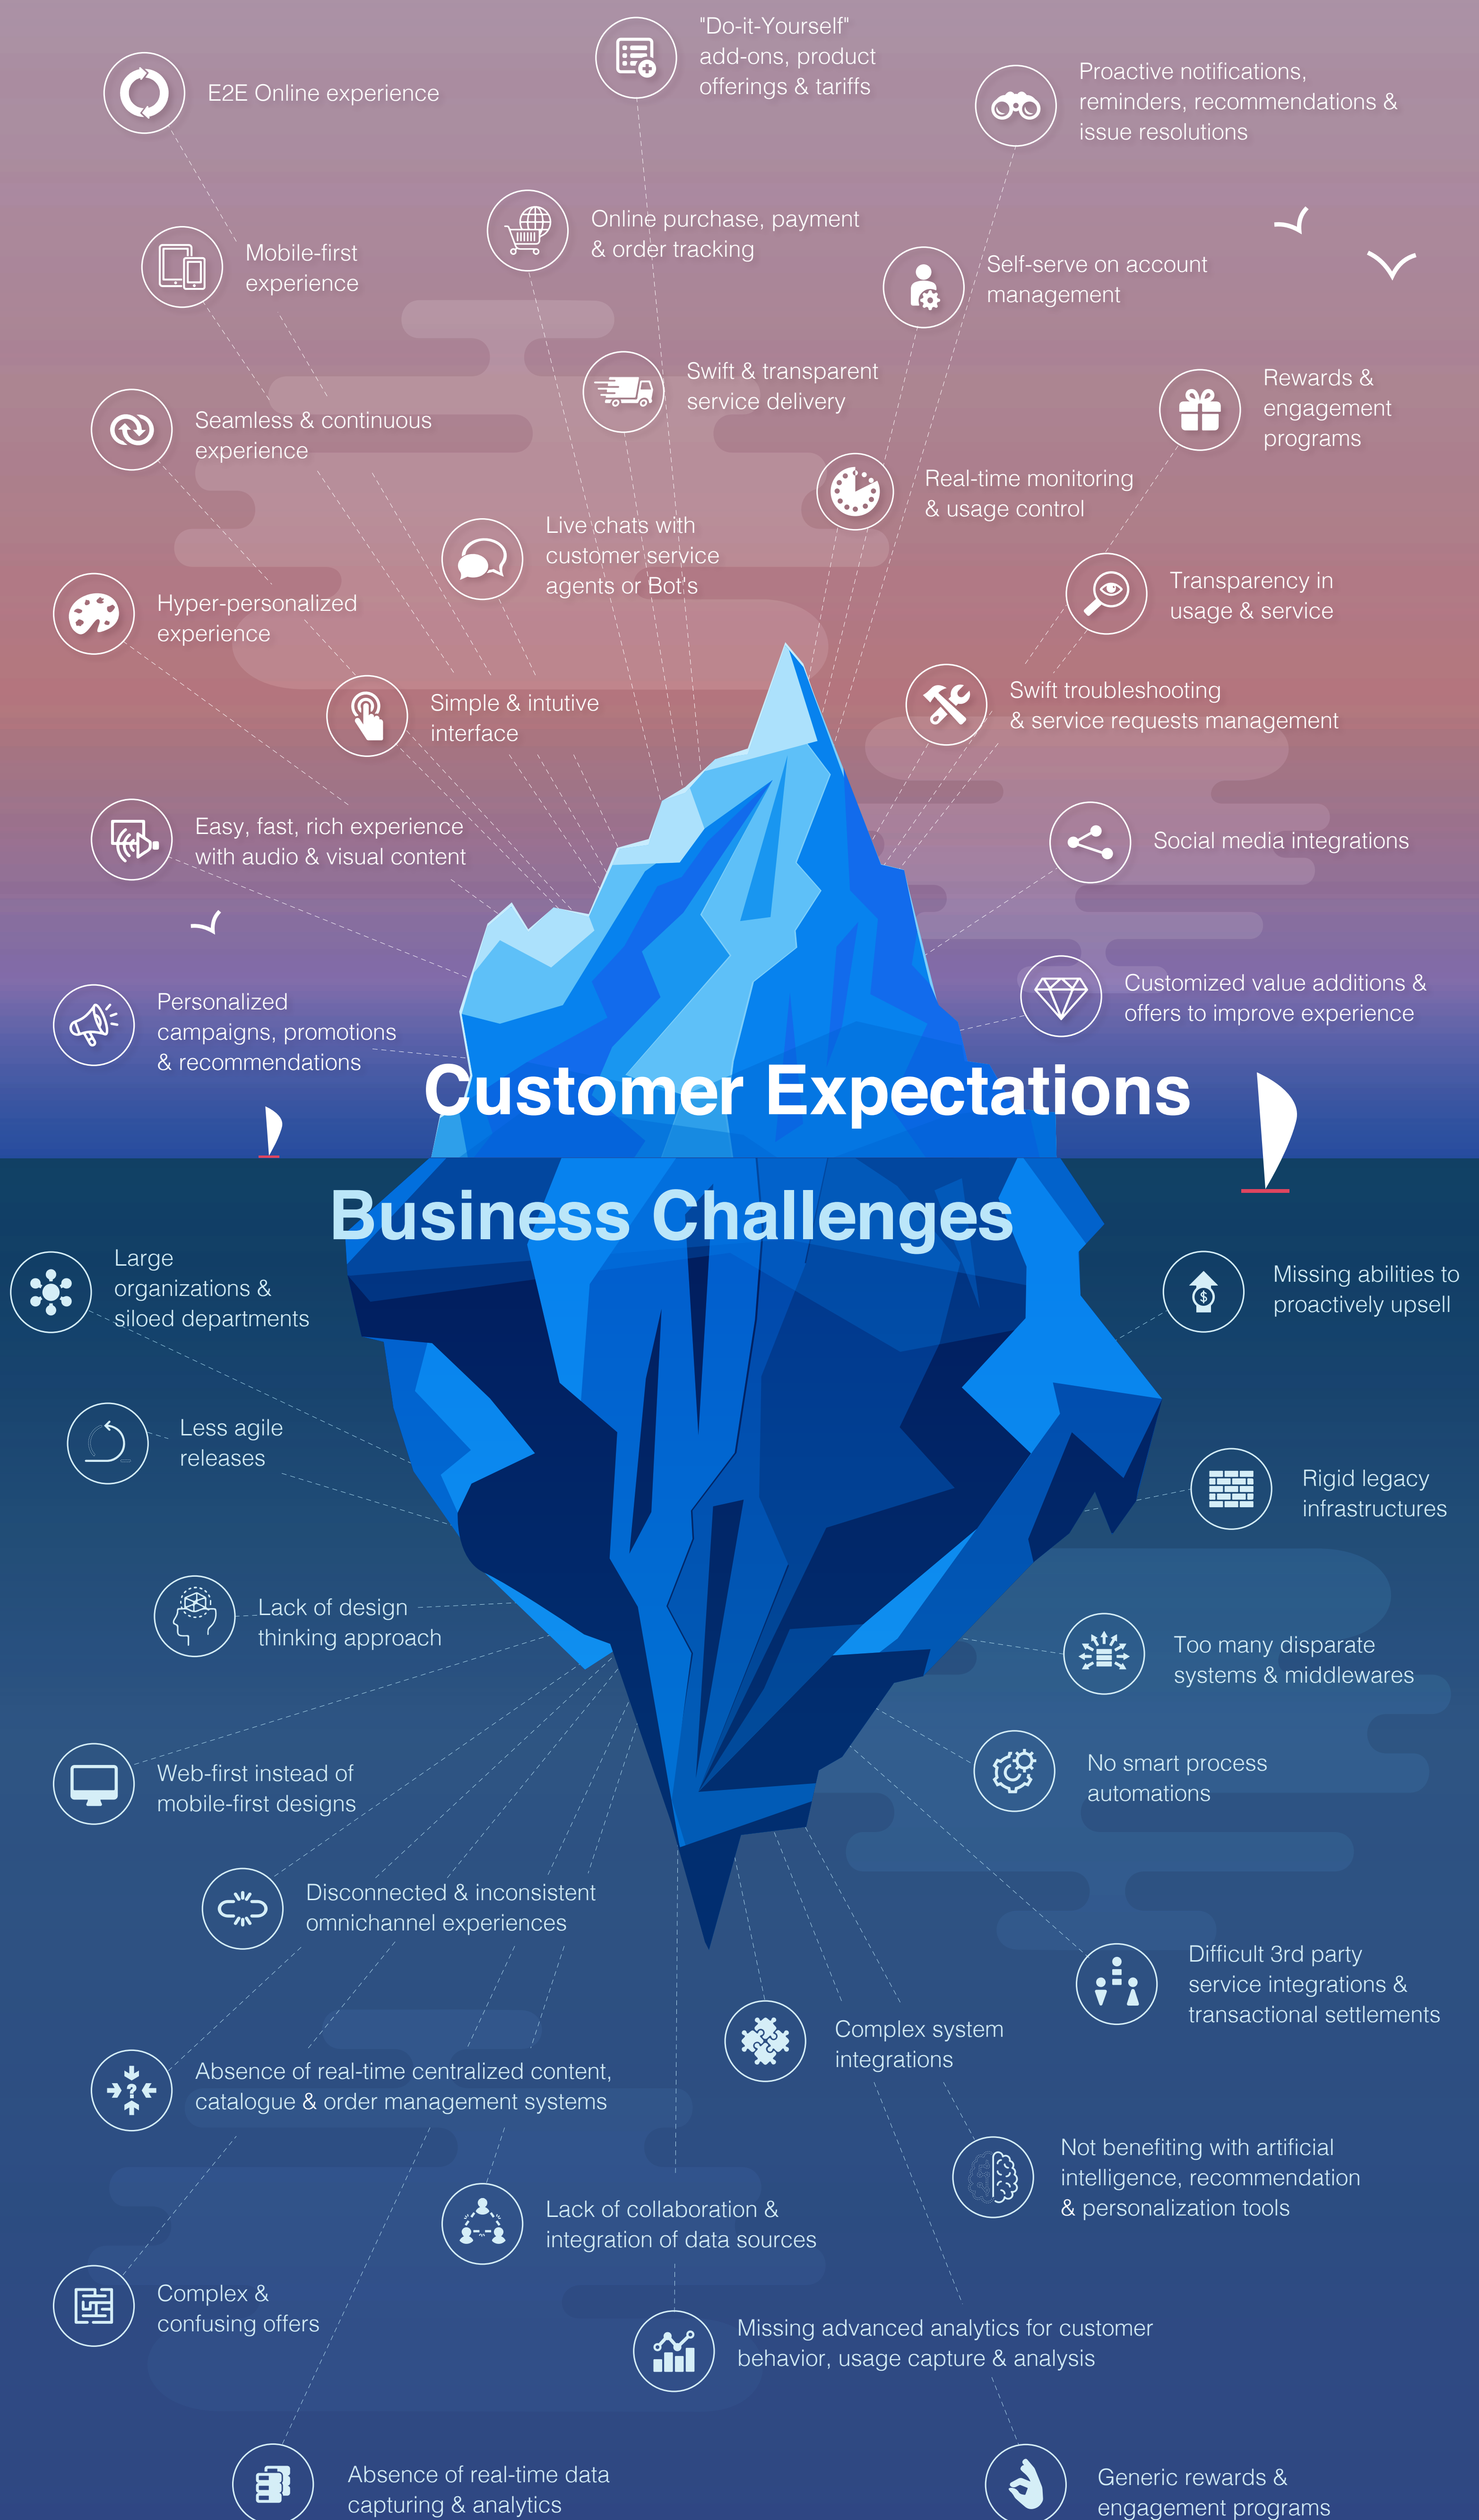 "Do-it-Yourself"
add-ons, product
offerings & tariffs
E2E Online experience
Proactive notifications,
reminders, recommendations &
issue resolutions
Online purchase, payment
& order tracking
Mobile-first
experience
Self-serve on account
management
Swift & transparent
service delivery
Rewards &
engagement
programs
Seamless & continuous
experience
Real-time monitoring
& usage control
Live chats with
customer service
agents or Bot's
Transparency in
usage & service
Hyper-personalized
experience
Swift troubleshooting
& service requests management
Simple & intutive
interface
Easy, fast, rich experience
with audio & visual content
Social media integrations
Customized value additions &
offers to improve experience
Personalized
campaigns, promotions
& recommendations
Customer Expectations
Business Challenges
Large
organizations &
siloed departments
Missing abilities to
proactively upsell
$
Less agile
releases
Rigid legacy
infrastructures
Lack of design
thinking approach
Too many disparate
systems & middlewares
Web-first instead of
mobile-first designs
No smart process
automations
Disconnected & inconsistent
omnichannel experiences
Difficult 3rd party
service integrations &
transactional settlements
Complex system
integrations
Absence of real-time centralized content,
catalogue & order management systems
?
Not benefiting with artificial
intelligence, recommendation
& personalization tools
Lack of collaboration &
integration of data sources
Complex &
confusing offers
Missing advanced analytics for customer
behavior, usage capture & analysis
Absence of real-time data
capturing & analytics
Generic rewards &
engagement programs